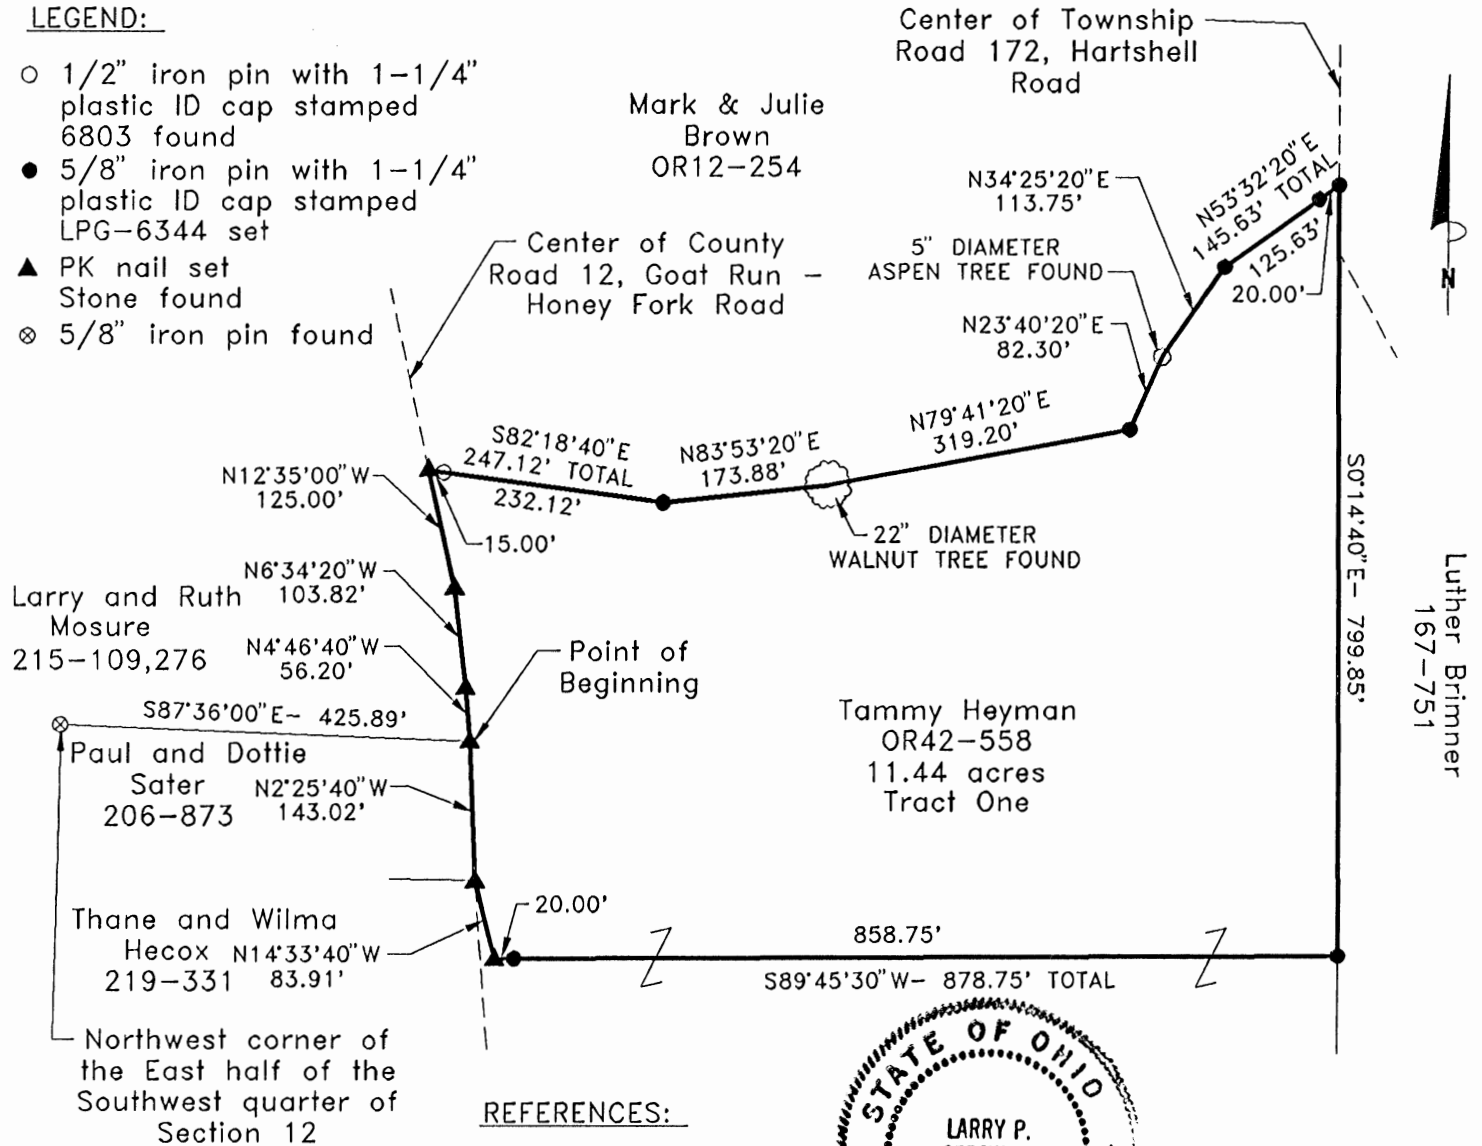 LEGEND:
1/2" iron pin with 1-1/4"
plastic ID cap stamped
6803 found
5/8" iron pin with 1-1/4"
plastic ID cap stamped
LPG-6344 set
PK nail set
Stone found
5/8" iron pin found
Mark & Julie
Brown
OR12-254
Center of Township
Road 172, Hartshell
Road
Center of County
Road 12, Goat Run -
Honey Fork Road
N34°25'20"E
113.75'
N53°32'20"E
145.63' TOTAL
125.63'
20.00'
5" DIAMETER
ASPEN TREE FOUND
N23°40'20"E
82.30'
N
N79°41'20"E
319.20'
N83°53'20"E
173.88'
S82°18'40"E
247.12' TOTAL
232.12'
15.00'
22" DIAMETER
WALNUT TREE FOUND
N12°35'00"W
125.00'
N6°34'20"W
103.82'
Larry and Ruth
Mosure
215-109,276
N4°46'40"W
56.20'
Point of
Beginning
S87°36'00"E- 425.89'
Paul and Dottie
Sater
206-873
N2°25'40"W
143.02'
Tammy Heyman
OR42-558
11.44 acres
Tract One
S0°14'40"E- 799.85'
Luther Brimner
167-751
20.00'
Thane and Wilma
Hecox
219-331
N14°33'40"W
83.91'
858.75'
S89°45'30"W- 878.75' TOTAL
Northwest corner of
the East half of the
Southwest quarter of
Section 12
REFERENCES:
STATE OF OHIO
LARRY P.